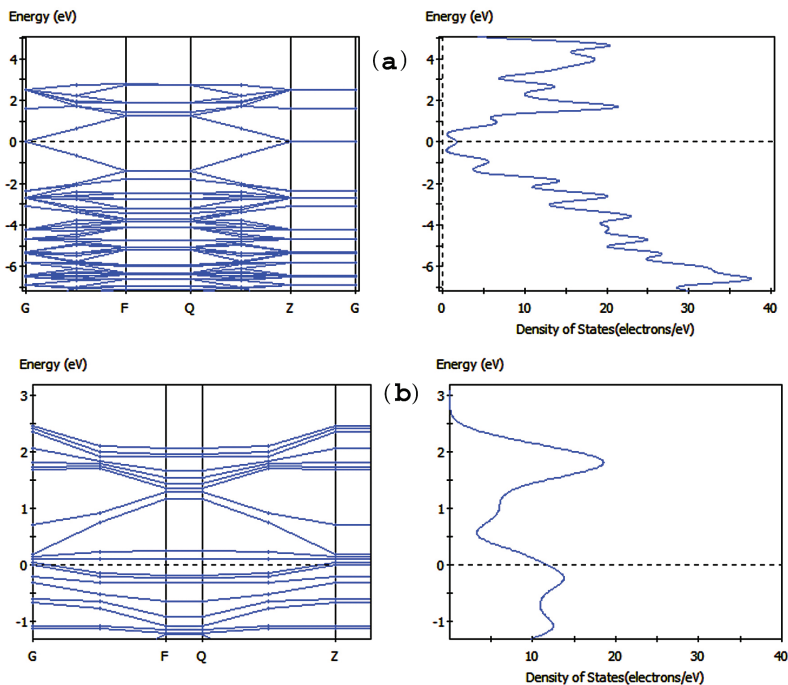 Energy (eV)
Energy (eV)
(a)
4
2
0
-2
-4
-6
G F Q Z G
4
2
0
-2
-4
-6
0 10 20 30 40
Density of States(electrons/eV)
Energy (eV)
Energy (eV)
(b)
3
2
1
0
-1
G F Q Z
3
2
1
0
-1
10 20 30 40
Density of States(electrons/eV)